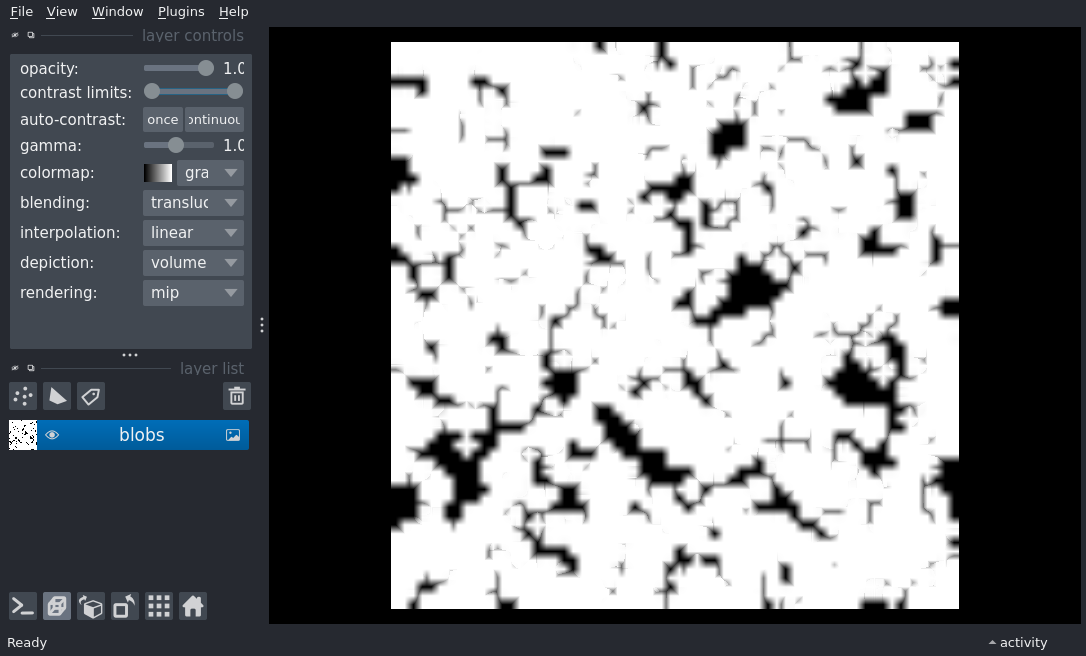 File View Window Plugins Help
layer controls
opacity: 1.0
contrast limits:
auto-contrast: once ontinuou
gamma: 1.0
colormap: gra
blending: transluc
interpolation: linear
depiction: volume
rendering: mip
layer list
blobs
Ready
activity